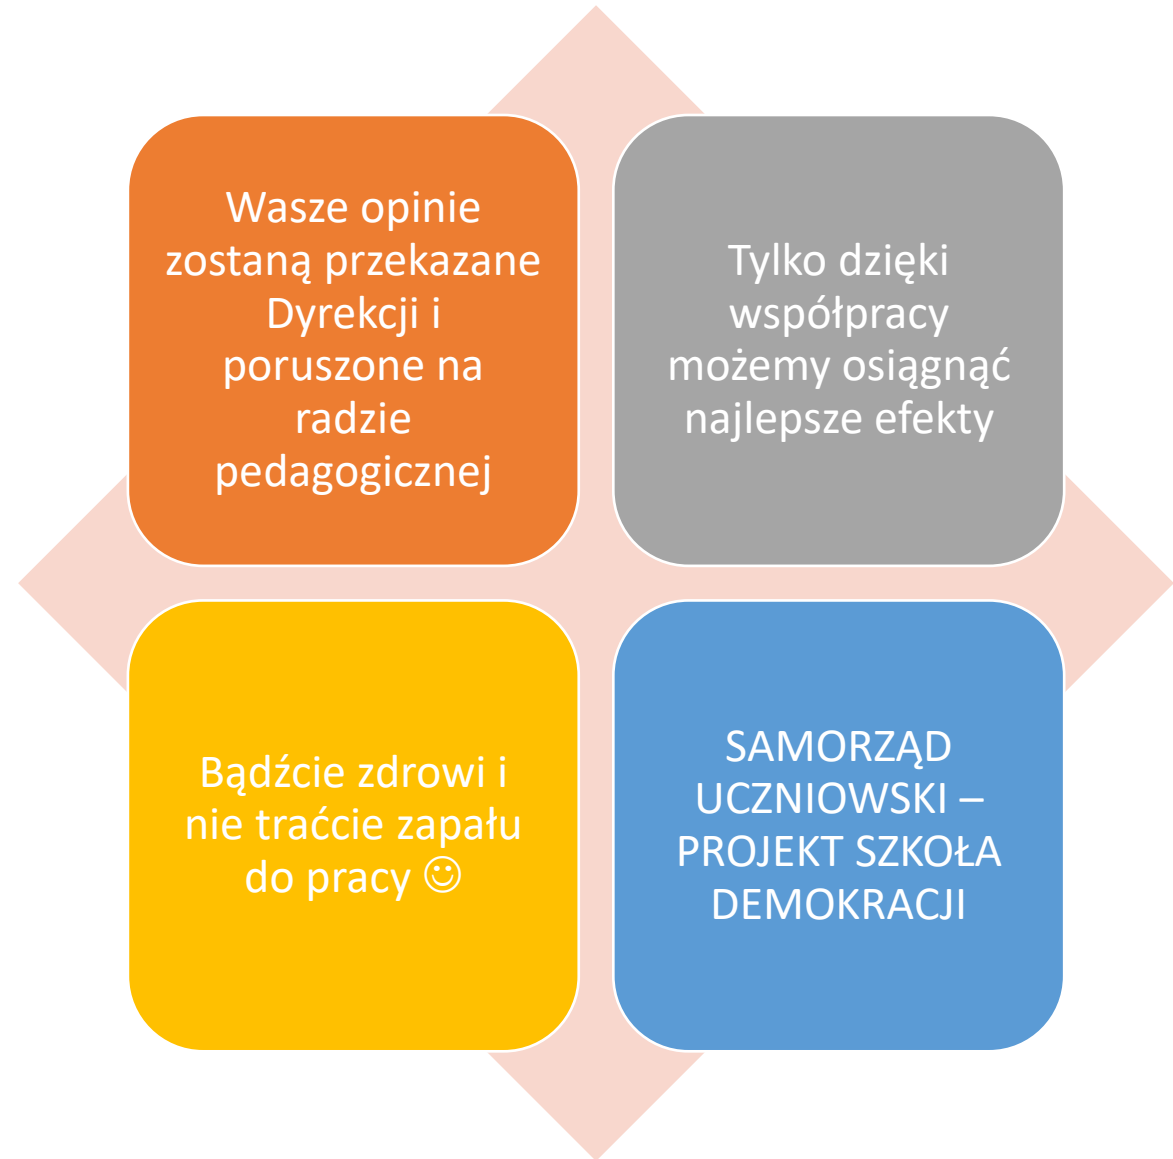 Wasze opinie
zostaną przekazane
Dyrekcji i
poruszone na
radzie
pedagogicznej
Tylko dzięki
współpracy
możemy osiągnąć
najlepsze efekty
Bądźcie zdrowi i
nie traćcie zapału
do pracy ☺
SAMORZĄD
UCZNIOWSKI –
PROJEKT SZKOŁA
DEMOKRACJI